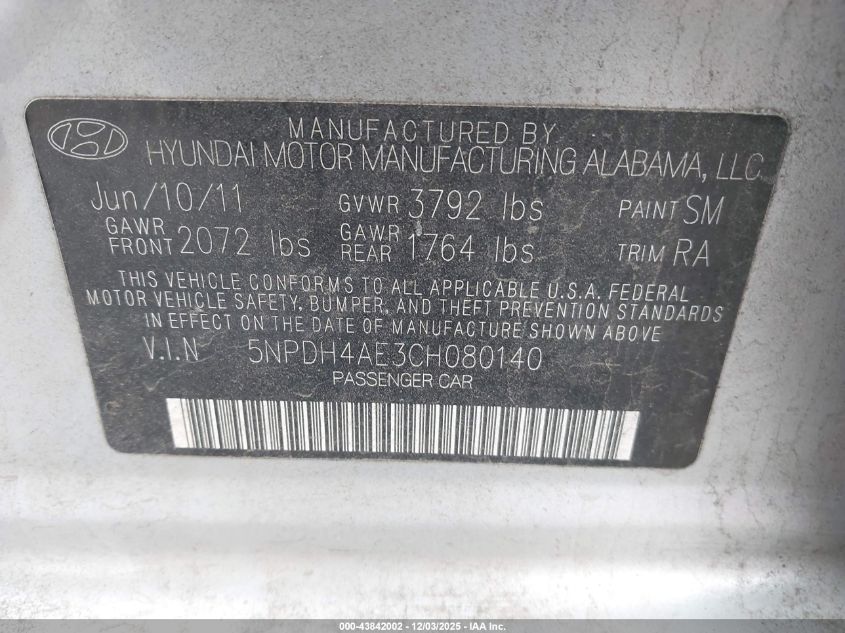 MANUFACTURED BY
HYUNDAI MOTOR MANUFACTURING ALABAMA, LLC
Jun/10/11 GVWR 3792 lbs PAINT SM
GAWR FRONT 2072 lbs GAWR REAR 1764 lbs TRIM RA
THIS VEHICLE CONFORMS TO ALL APPLICABLE U.S.A. FEDERAL
MOTOR VEHICLE SAFETY, BUMPER, AND THEFT PREVENTION STANDARDS
IN EFFECT ON THE DATE OF MANUFACTURE SHOWN ABOVE
V.I.N 5NPDH4AE3CH080140
PASSENGER CAR
000-43842002 - 12/03/2025 - IAA Inc.